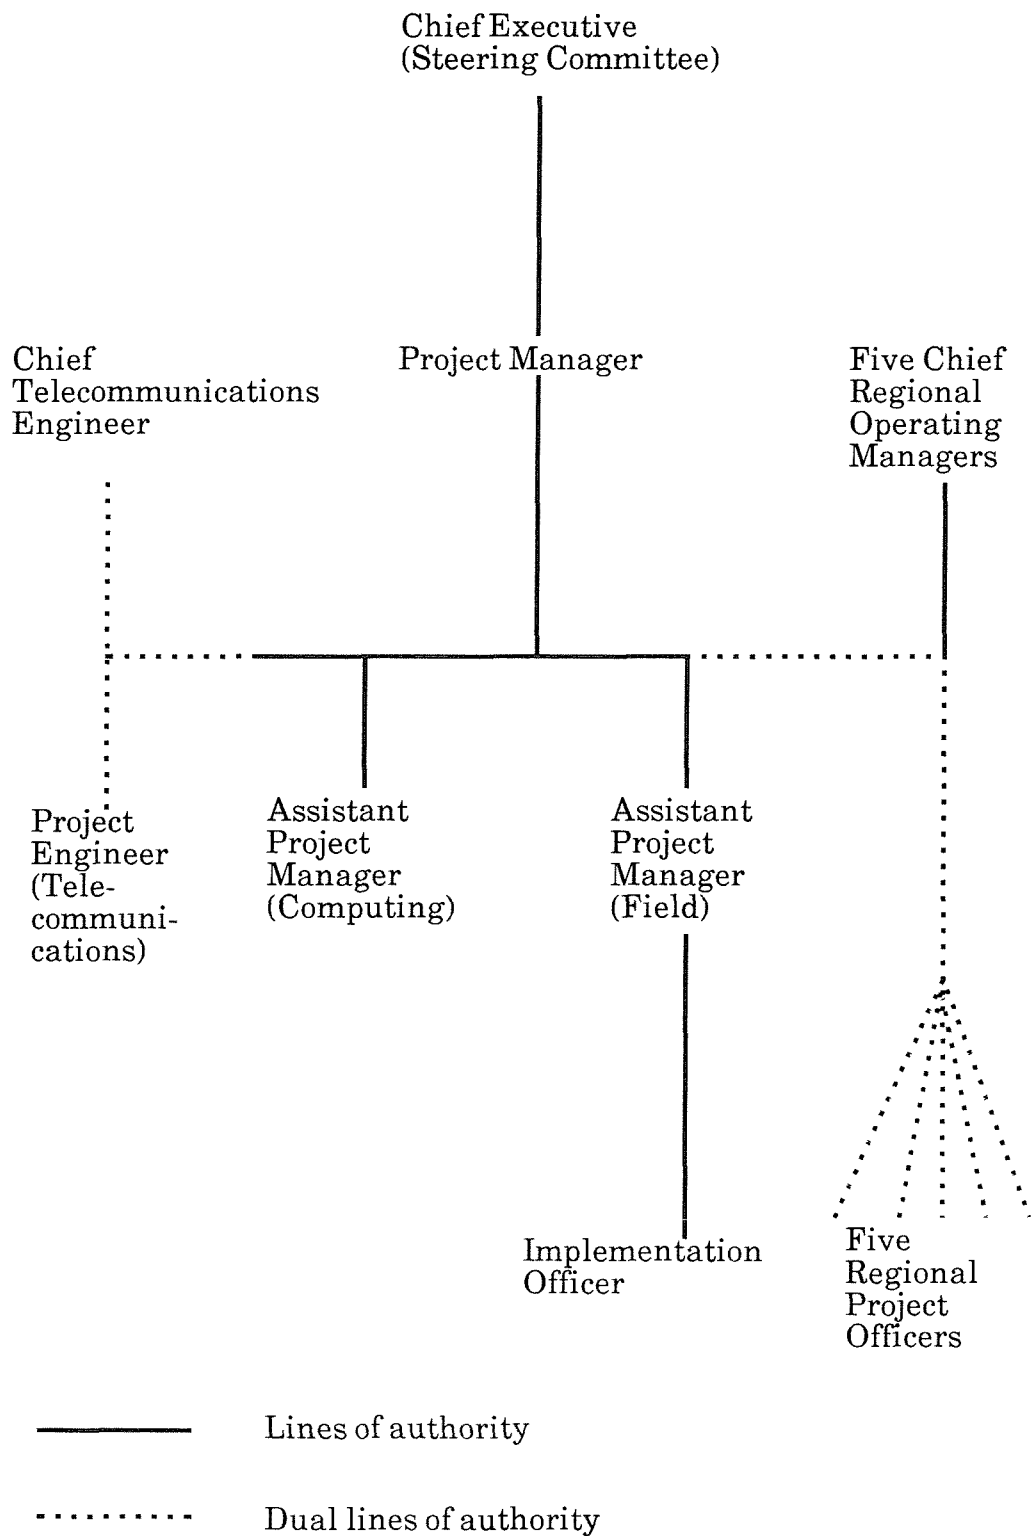 Chief Executive
(Steering Committee)
Chief
Telecommunications
Engineer
Project Manager
Five Chief
Regional
Operating
Managers
Project
Engineer
(Tele-
communi-
cations)
Assistant
Project
Manager
(Computing)
Assistant
Project
Manager
(Field)
Implementation
Officer
Five
Regional
Project
Officers
Lines of authority
Dual lines of authority